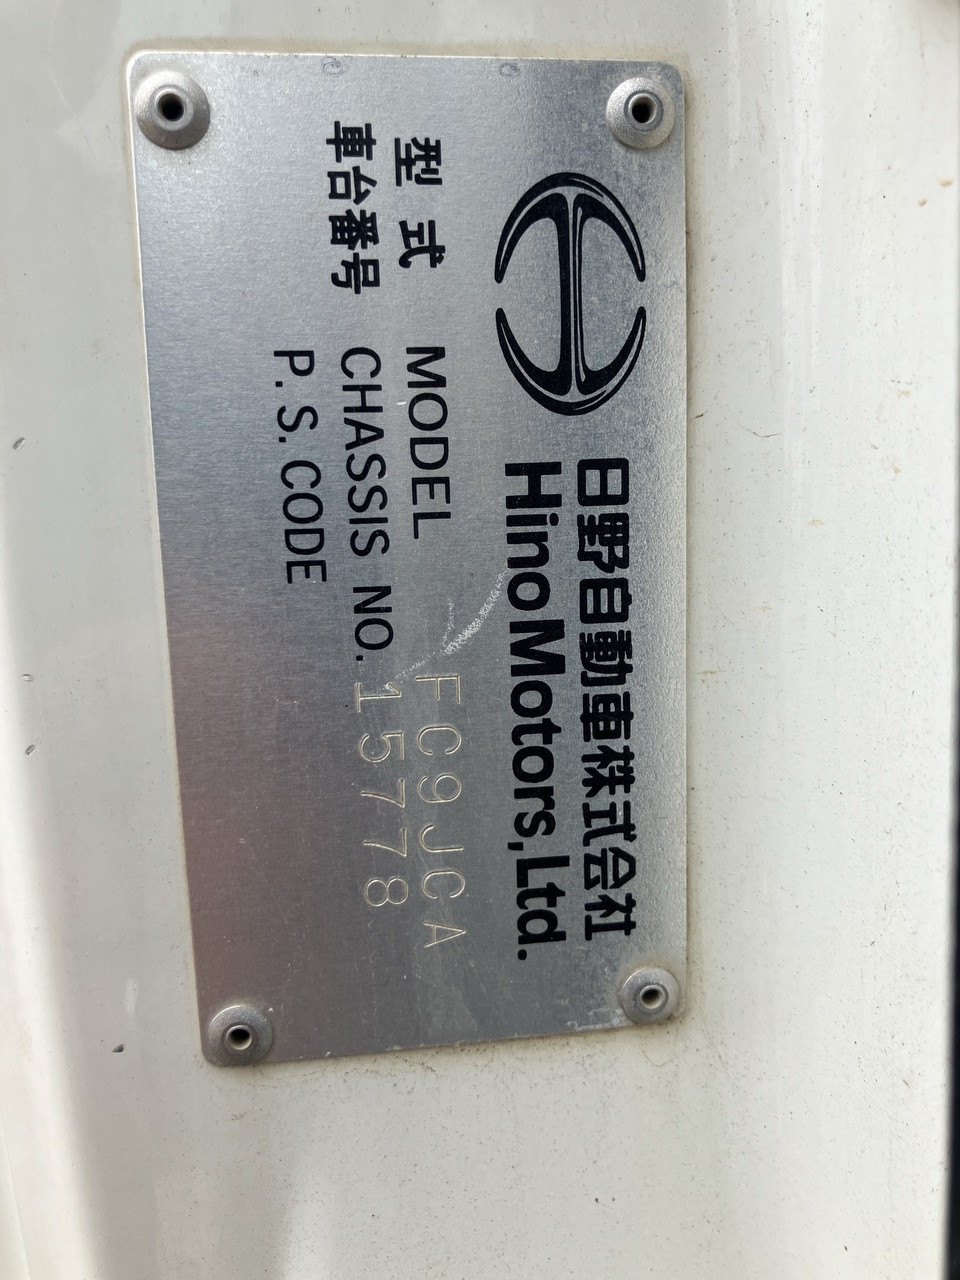 日野自動車株式会社
Hino Motors, Ltd.
型式 MODEL FC9JCA
車台番号 CHASSIS NO. 15778
P.S.CODE